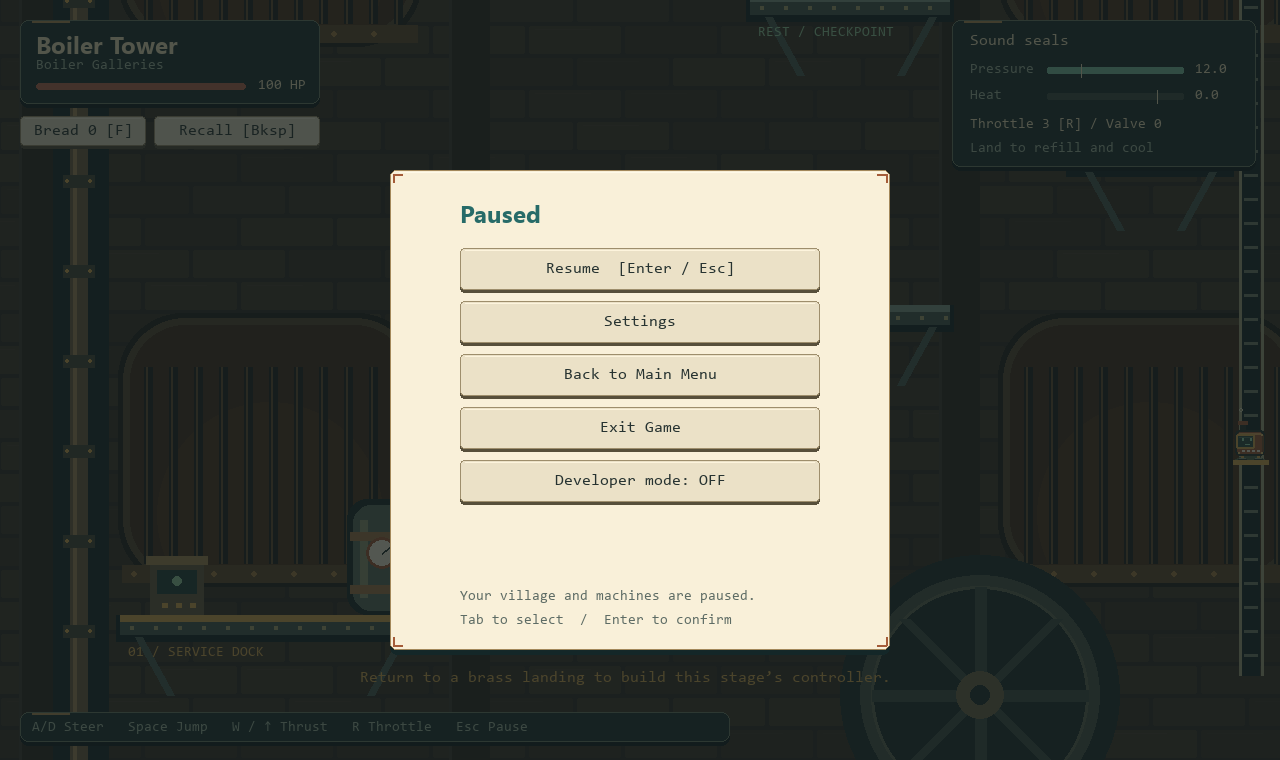 Boiler Tower
Boiler Galleries
100 HP
Bread 0 [F]
Recall [Bksp]
REST / CHECKPOINT
Sound seals
Pressure 12.0
Heat 0.0
Throttle 3 [R] / Valve 0
Land to refill and cool
Paused
Resume  [Enter / Esc]
Settings
Back to Main Menu
Exit Game
Developer mode: OFF
Your village and machines are paused.
Tab to select  /  Enter to confirm
01 / SERVICE DOCK
Return to a brass landing to build this stage’s controller.
A/D Steer   Space Jump   W / ↑ Thrust   R Throttle   Esc Pause